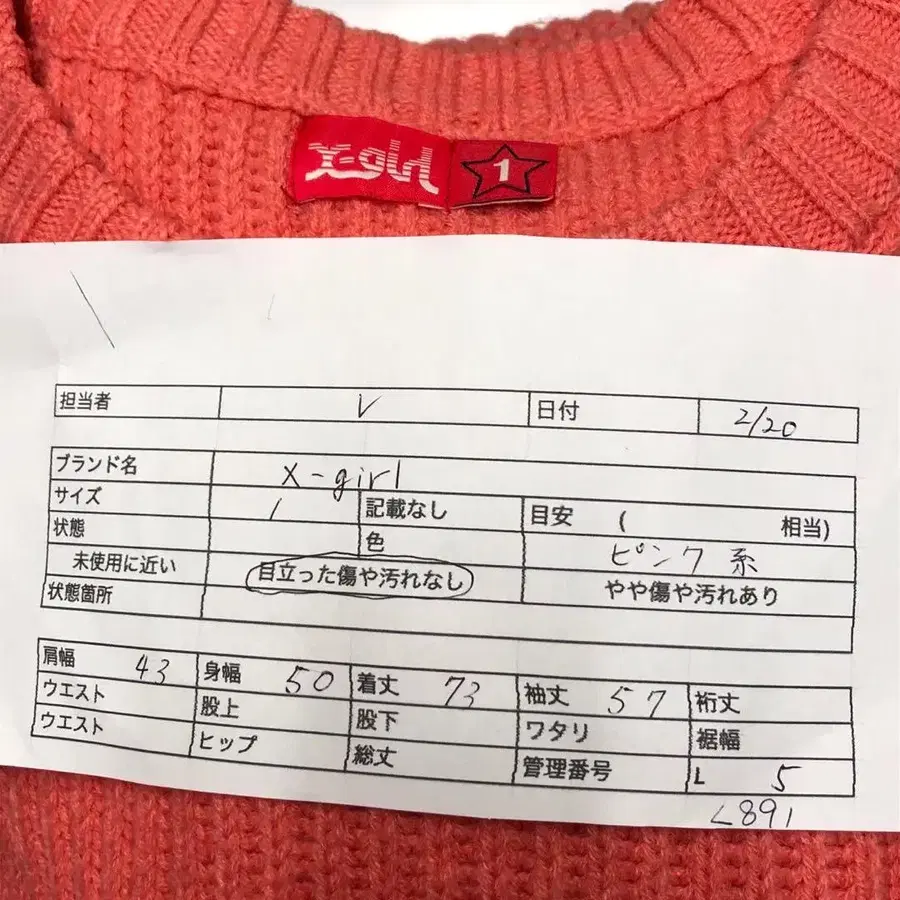 X-girl 1
担当者 V 日付 2/20
ブランド名 X-girl
サイズ 1 記載なし 目安 ( 相当)
状態 色 ピンク系
未使用に近い 目立った傷や汚れなし やや傷や汚れあり
状態箇所
肩幅 43 身幅 50 着丈 73 袖丈 57 裄丈
ウエスト 股上 股下 ワタリ 裾幅
ウエスト ヒップ 総丈 管理番号 L 5
L891